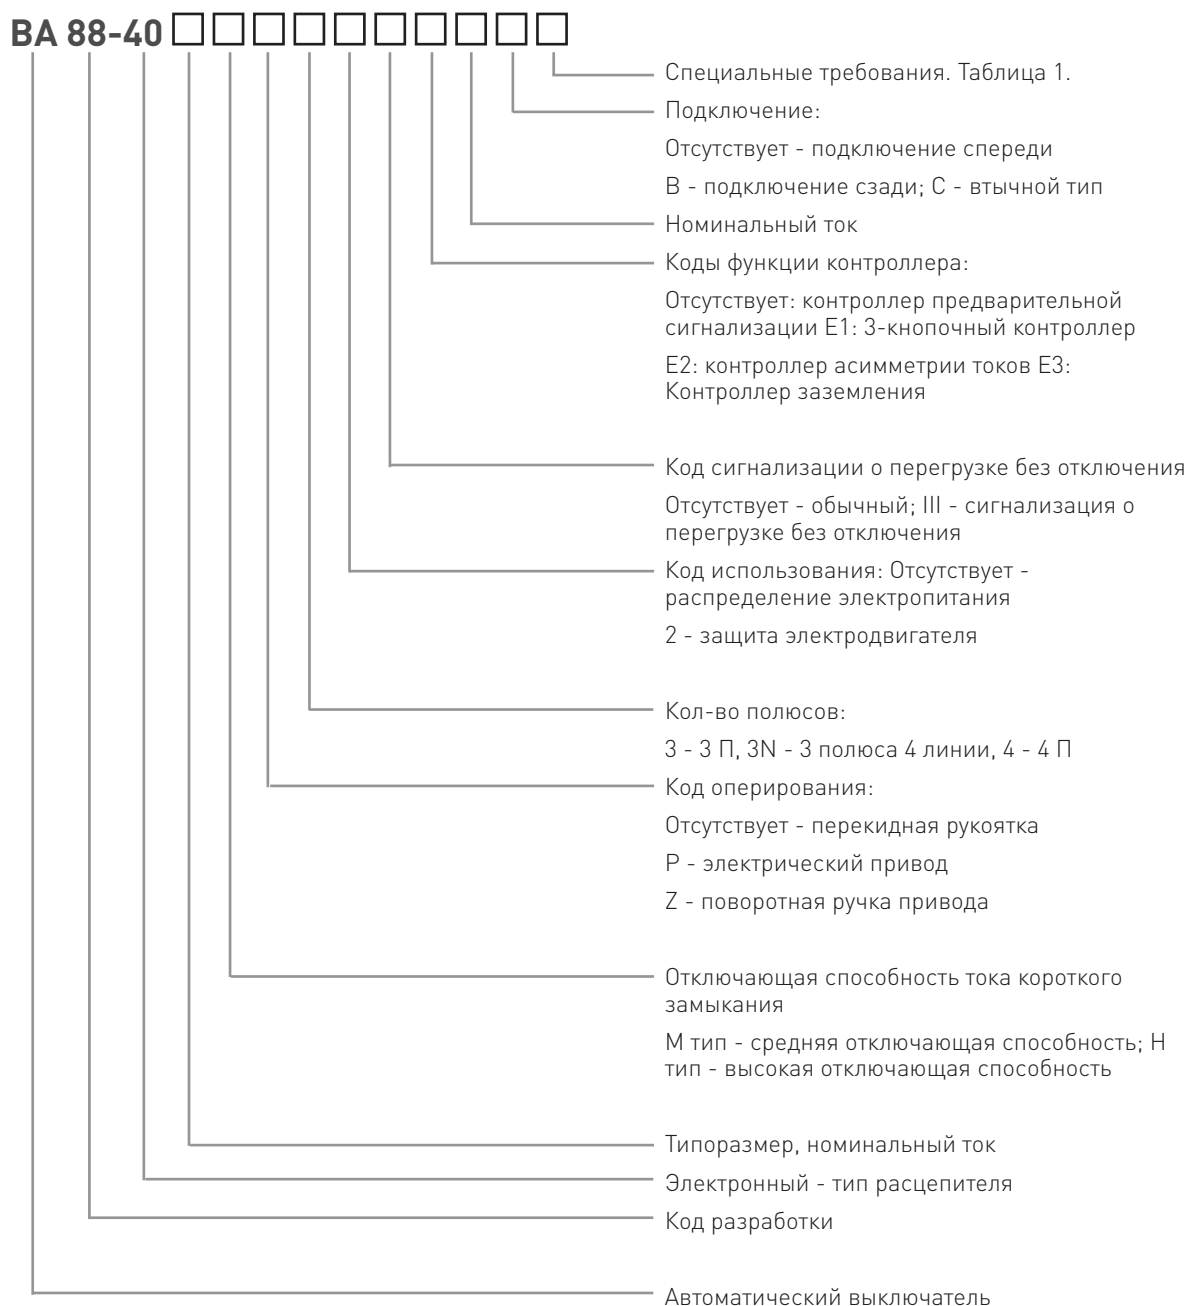 ВА 88-40 □ □ □ □ □ □ □ □ □ □
Специальные требования. Таблица 1.
Подключение:
Отсутствует - подключение спереди
В - подключение сзади; С - втычной тип
Номинальный ток
Коды функции контроллера:
Отсутствует: контроллер предварительной
сигнализации Е1: 3-кнопочный контроллер
Е2: контроллер асимметрии токов Е3:
Контроллер заземления
Код сигнализации о перегрузке без отключения
Отсутствует - обычный; III - сигнализация о
перегрузке без отключения
Код использования: Отсутствует -
распределение электропитания
2 - защита электродвигателя
Кол-во полюсов:
3 - 3 П, 3N - 3 полюса 4 линии, 4 - 4 П
Код оперирования:
Отсутствует - перекидная рукоятка
Р - электрический привод
Z - поворотная ручка привода
Отключающая способность тока короткого
замыкания
М тип - средняя отключающая способность; Н
тип - высокая отключающая способность
Типоразмер, номинальный ток
Электронный - тип расцепителя
Код разработки
Автоматический выключатель